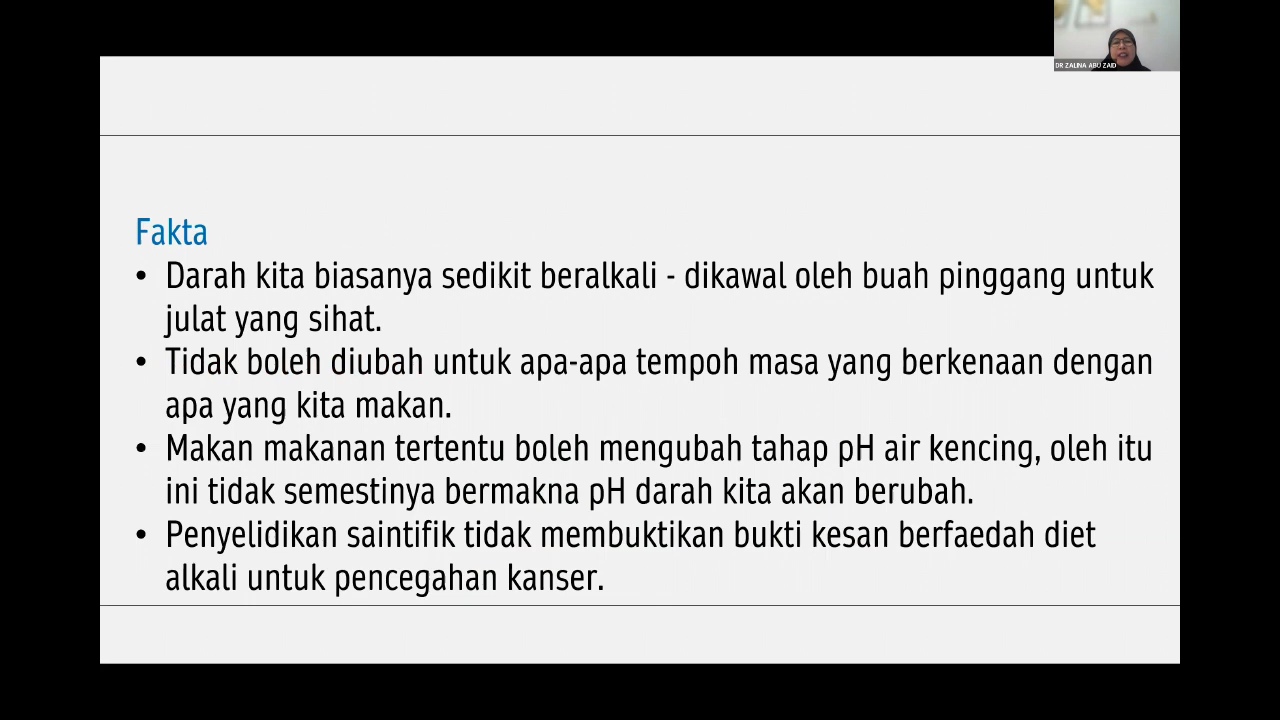 DR ZALINA ABU ZAID
Fakta
• Darah kita biasanya sedikit beralkali - dikawal oleh buah pinggang untuk
julat yang sihat.
• Tidak boleh diubah untuk apa-apa tempoh masa yang berkenaan dengan
apa yang kita makan.
• Makan makanan tertentu boleh mengubah tahap pH air kencing, oleh itu
ini tidak semestinya bermakna pH darah kita akan berubah.
• Penyelidikan saintifik tidak membuktikan bukti kesan berfaedah diet
alkali untuk pencegahan kanser.